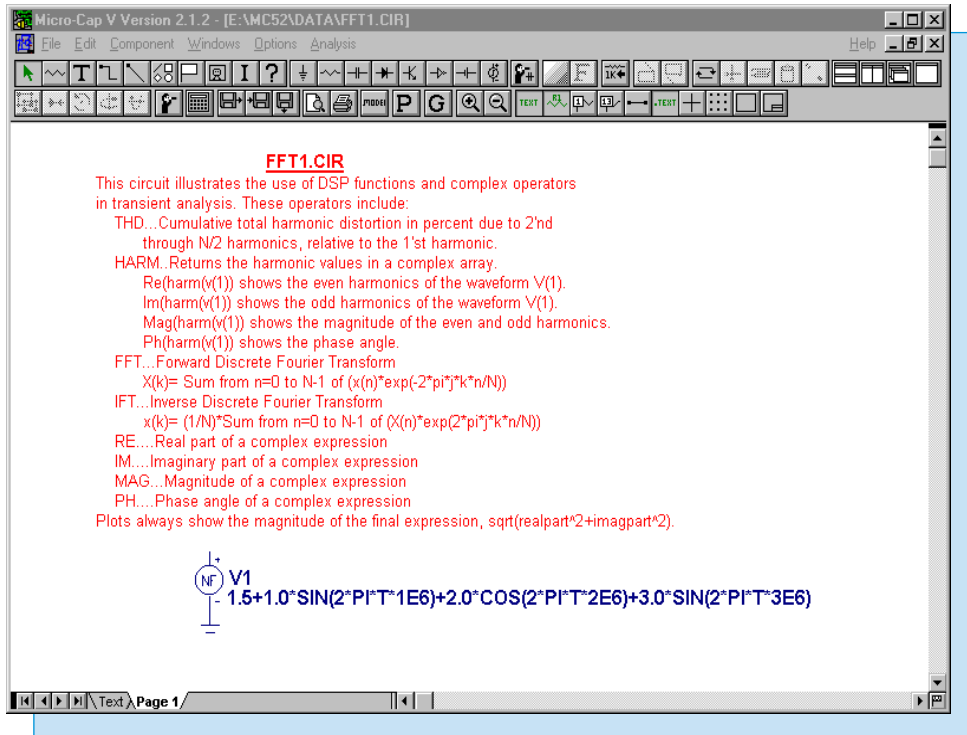 Micro-Cap V Version 2.1.2 - [E:\MC52\DATA\FFT1.CIR]
File Edit Component Windows Options Analysis Help
T I ? 1K
MODEL P G TEXT R1 1 13 .TEXT
FFT1.CIR
This circuit illustrates the use of DSP functions and complex operators
in transient analysis. These operators include:
THD...Cumulative total harmonic distortion in percent due to 2'nd
through N/2 harmonics, relative to the 1'st harmonic.
HARM..Returns the harmonic values in a complex array.
Re(harm(v(1)) shows the even harmonics of the waveform V(1).
Im(harm(v(1)) shows the odd harmonics of the waveform V(1).
Mag(harm(v(1)) shows the magnitude of the even and odd harmonics.
Ph(harm(v(1)) shows the phase angle.
FFT...Forward Discrete Fourier Transform
X(k)= Sum from n=0 to N-1 of (x(n)*exp(-2*pi*j*k*n/N))
IFT...Inverse Discrete Fourier Transform
x(k)= (1/N)*Sum from n=0 to N-1 of (X(n)*exp(2*pi*j*k*n/N))
RE....Real part of a complex expression
IM....Imaginary part of a complex expression
MAG...Magnitude of a complex expression
PH....Phase angle of a complex expression
Plots always show the magnitude of the final expression, sqrt(realpart^2+imagpart^2).
NF V1
1.5+1.0*SIN(2*PI*T*1E6)+2.0*COS(2*PI*T*2E6)+3.0*SIN(2*PI*T*3E6)
Text Page 1